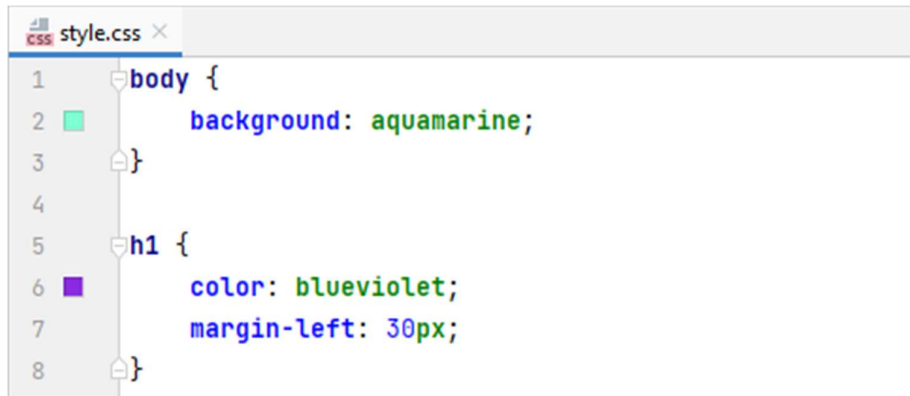 css style.css ×
1 body {
2 background: aquamarine;
3 }
4
5 h1 {
6 color: blueviolet;
7 margin-left: 30px;
8 }